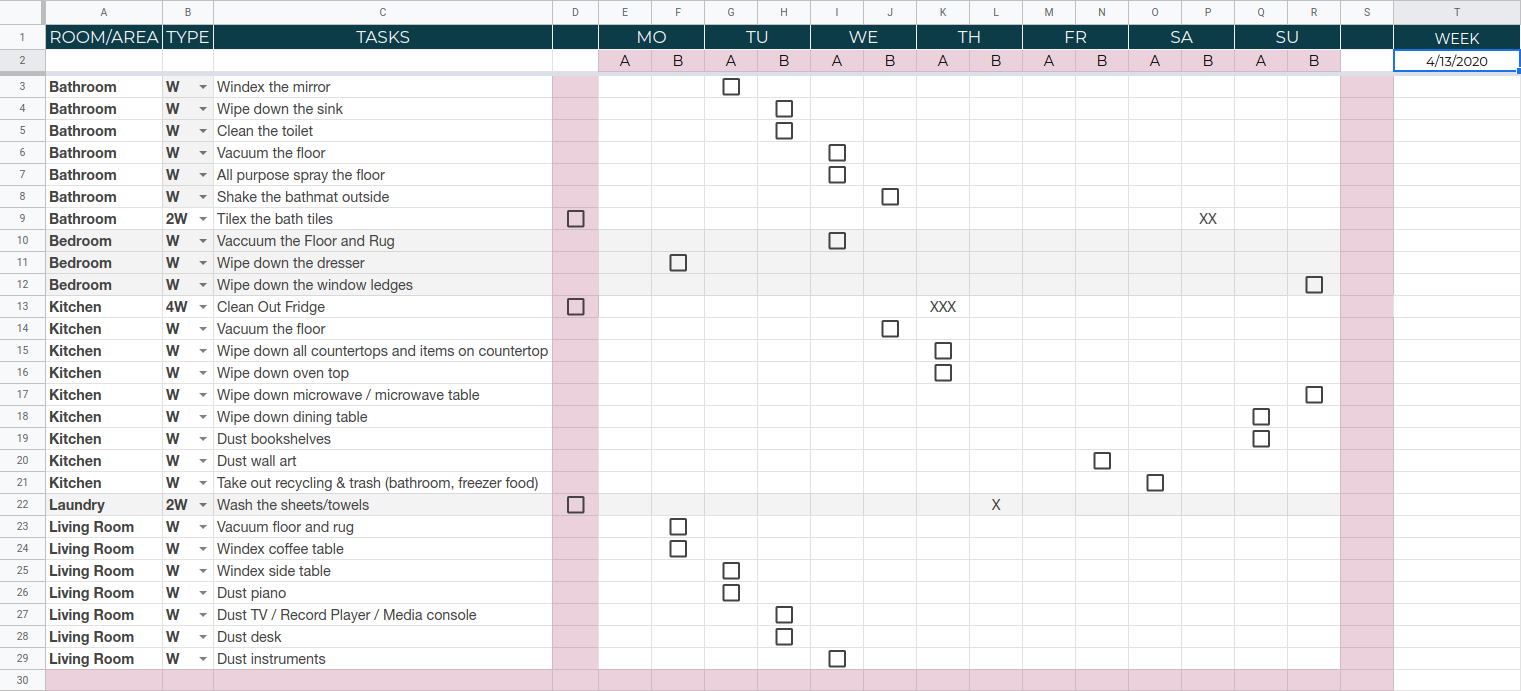 A B C D E F G H I J K L M N O P Q R S T
1 ROOM/AREA TYPE TASKS MO TU WE TH FR SA SU WEEK
2 A B A B A B A B A B A B A B 4/13/2020
3 Bathroom W Windex the mirror
4 Bathroom W Wipe down the sink
5 Bathroom W Clean the toilet
6 Bathroom W Vacuum the floor
7 Bathroom W All purpose spray the floor
8 Bathroom W Shake the bathmat outside
9 Bathroom 2W Tilex the bath tiles XX
10 Bedroom W Vaccuum the Floor and Rug
11 Bedroom W Wipe down the dresser
12 Bedroom W Wipe down the window ledges
13 Kitchen 4W Clean Out Fridge XXX
14 Kitchen W Vacuum the floor
15 Kitchen W Wipe down all countertops and items on countertop
16 Kitchen W Wipe down oven top
17 Kitchen W Wipe down microwave / microwave table
18 Kitchen W Wipe down dining table
19 Kitchen W Dust bookshelves
20 Kitchen W Dust wall art
21 Kitchen W Take out recycling & trash (bathroom, freezer food)
22 Laundry 2W Wash the sheets/towels X
23 Living Room W Vacuum floor and rug
24 Living Room W Windex coffee table
25 Living Room W Windex side table
26 Living Room W Dust piano
27 Living Room W Dust TV / Record Player / Media console
28 Living Room W Dust desk
29 Living Room W Dust instruments
30